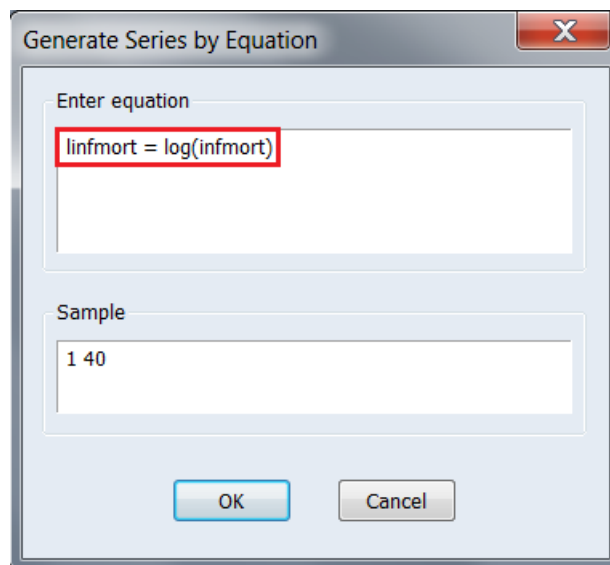 Generate Series by Equation
Enter equation
linfmort = log(infmort)
Sample
1 40
OK
Cancel